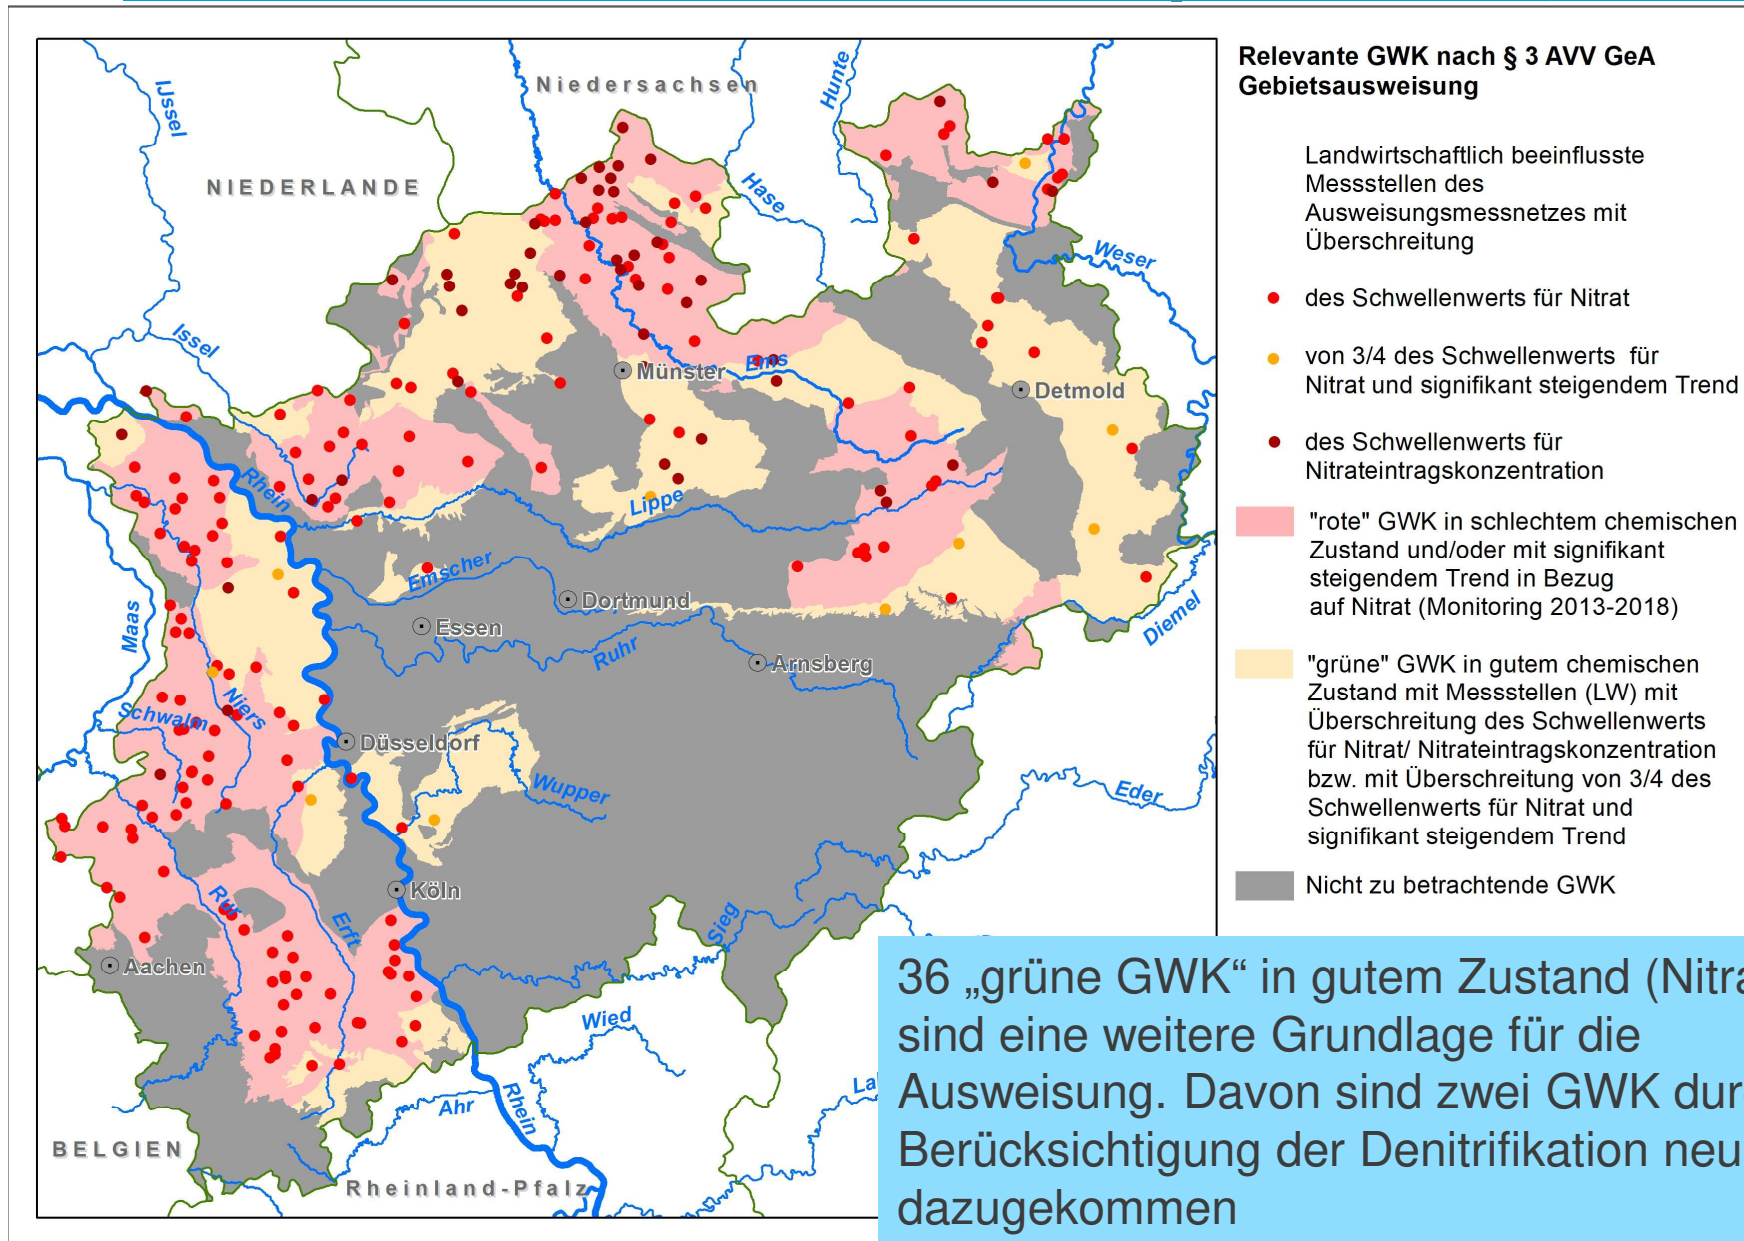 Niedersachsen
Hunte
IJssel
NIEDERLANDE
Hase
Weser
Issel
Münster
Ems
Detmold
Rhein
Lippe
Emscher
Dortmund
Essen
Ruhr
Arnsberg
Diemel
Maas
Niers
Schwalm
Düsseldorf
Wupper
Eder
Köln
Rur
Erft
Sieg
Aachen
Wied
Ahr
Rhein
BELGIEN
Rheinland-Pfalz
Relevante GWK nach § 3 AVV GeA
Gebietsausweisung
Landwirtschaftlich beeinflusste
Messstellen des
Ausweisungsmessnetzes mit
Überschreitung
des Schwellenwerts für Nitrat
von 3/4 des Schwellenwerts für
Nitrat und signifikant steigendem Trend
des Schwellenwerts für
Nitrateintragskonzentration
"rote" GWK in schlechtem chemischen
Zustand und/oder mit signifikant
steigendem Trend in Bezug
auf Nitrat (Monitoring 2013-2018)
"grüne" GWK in gutem chemischen
Zustand mit Messstellen (LW) mit
Überschreitung des Schwellenwerts
für Nitrat/ Nitrateintragskonzentration
bzw. mit Überschreitung von 3/4 des
Schwellenwerts für Nitrat und
signifikant steigendem Trend
Nicht zu betrachtende GWK
36 „grüne GWK“ in gutem Zustand (Nitra
sind eine weitere Grundlage für die
Ausweisung. Davon sind zwei GWK dur
Berücksichtigung der Denitrifikation neu
dazugekommen